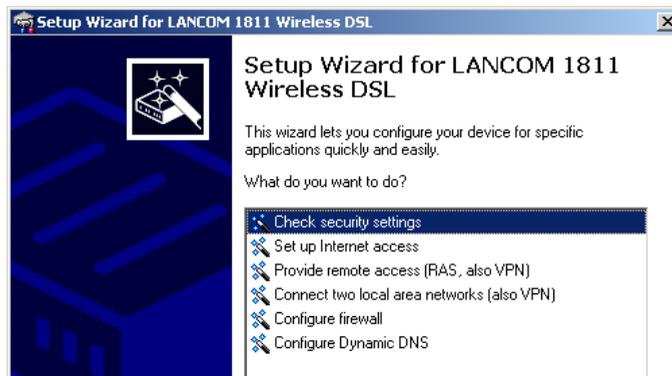 Setup Wizard for LANCOM 1811 Wireless DSL
Setup Wizard for LANCOM 1811
Wireless DSL
This wizard lets you configure your device for specific
applications quickly and easily.
What do you want to do?
Check security settings
Set up Internet access
Provide remote access (RAS, also VPN)
Connect two local area networks (also VPN)
Configure firewall
Configure Dynamic DNS